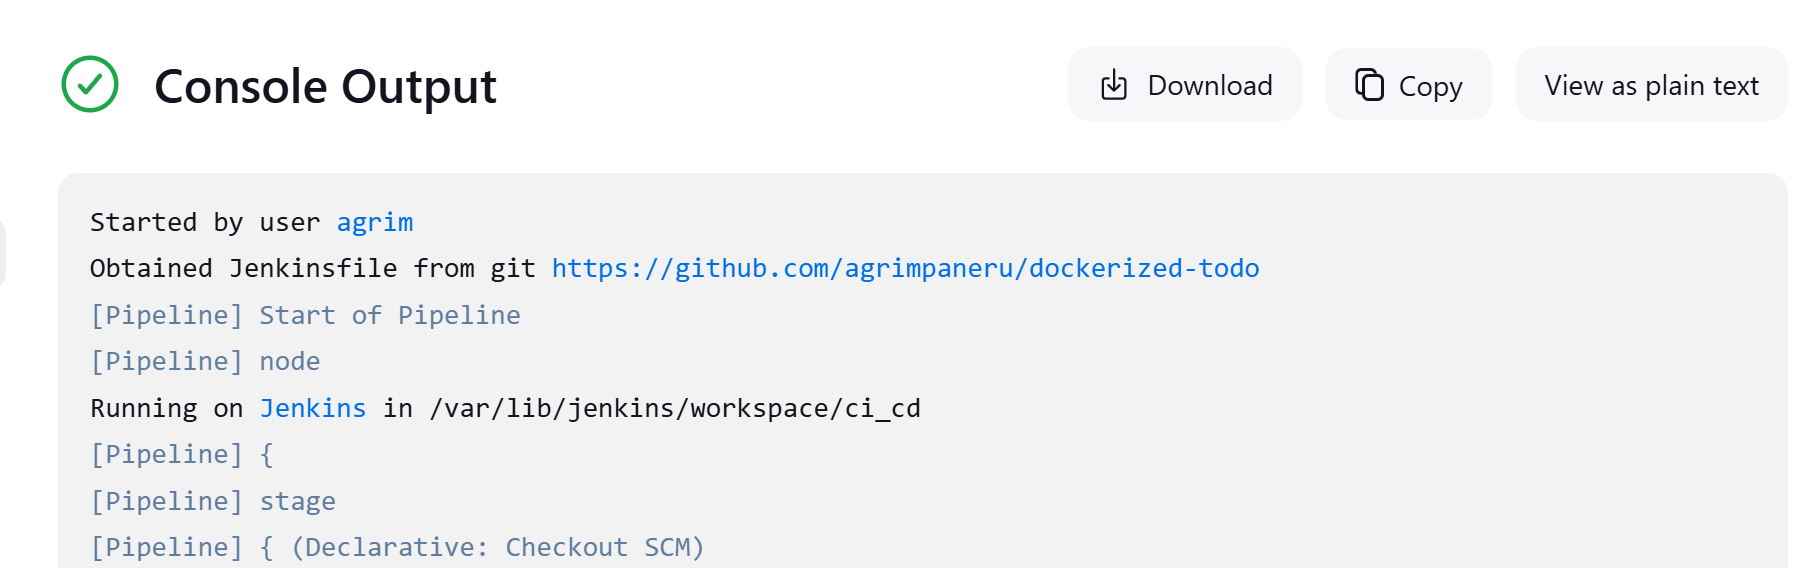 Console Output
Download
Copy
View as plain text
Started by user agrim
Obtained Jenkinsfile from git https://github.com/agrimpaneru/dockerized-todo
[Pipeline] Start of Pipeline
[Pipeline] node
Running on Jenkins in /var/lib/jenkins/workspace/ci_cd
[Pipeline] {
[Pipeline] stage
[Pipeline] { (Declarative: Checkout SCM)